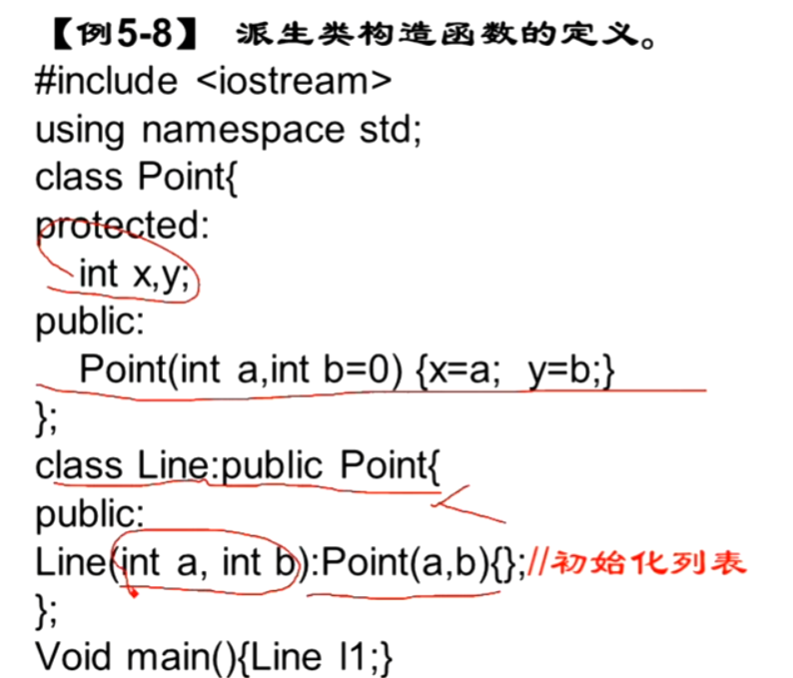 【例5-8】 派生类构造函数的定义。
#include <iostream>
using namespace std;
class Point{
protected:
int x,y;
public:
Point(int a,int b=0) {x=a; y=b;}
};
class Line:public Point{
public:
Line(int a, int b):Point(a,b){};//初始化列表
};
Void main(){Line l1;}